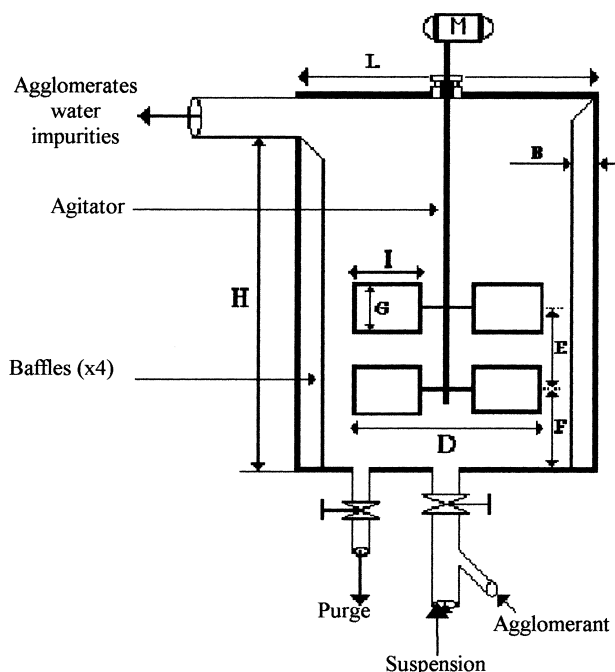 M
L
Agglomerates
water
impurities
B
Agitator
I
G
H
E
Baffles (x4)
F
D
Purge
Agglomerant
Suspension